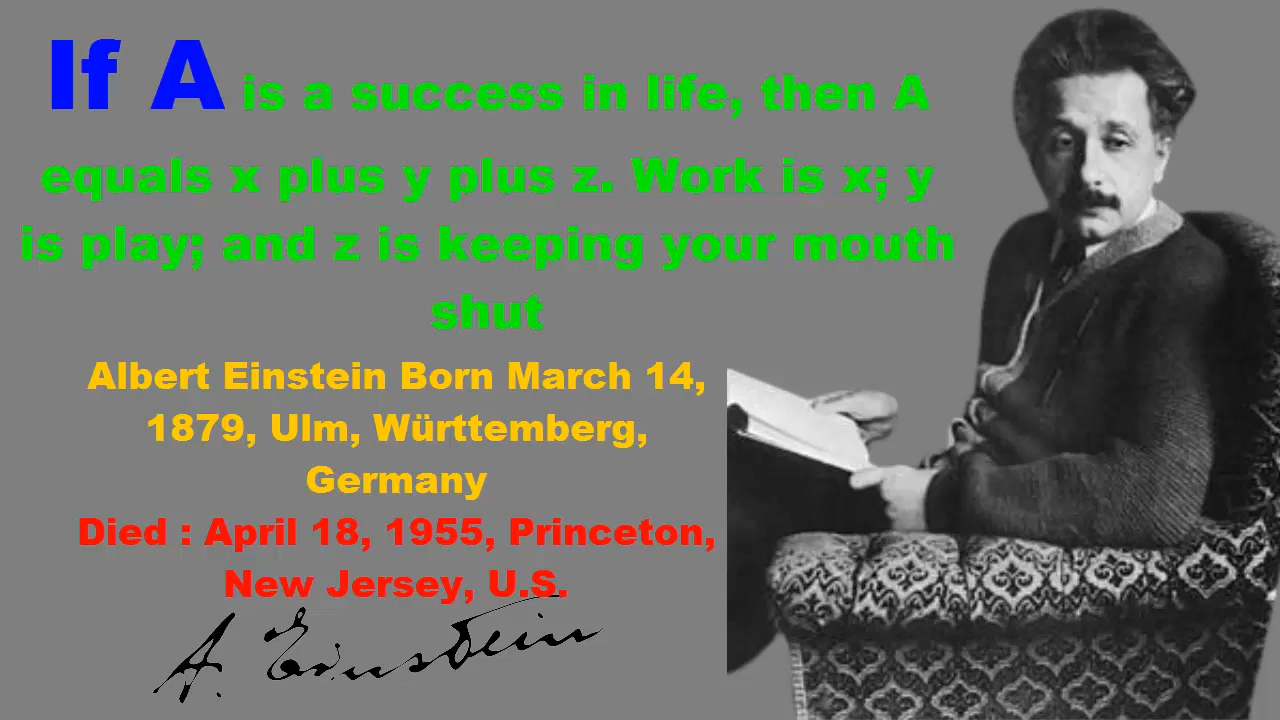 If A is a success in life, then A
equals x plus y plus z. Work is x; y
is play; and z is keeping your mouth
shut
Albert Einstein Born March 14,
1879, Ulm, Württemberg,
Germany
Died : April 18, 1955, Princeton,
New Jersey, U.S.
A. Einstein